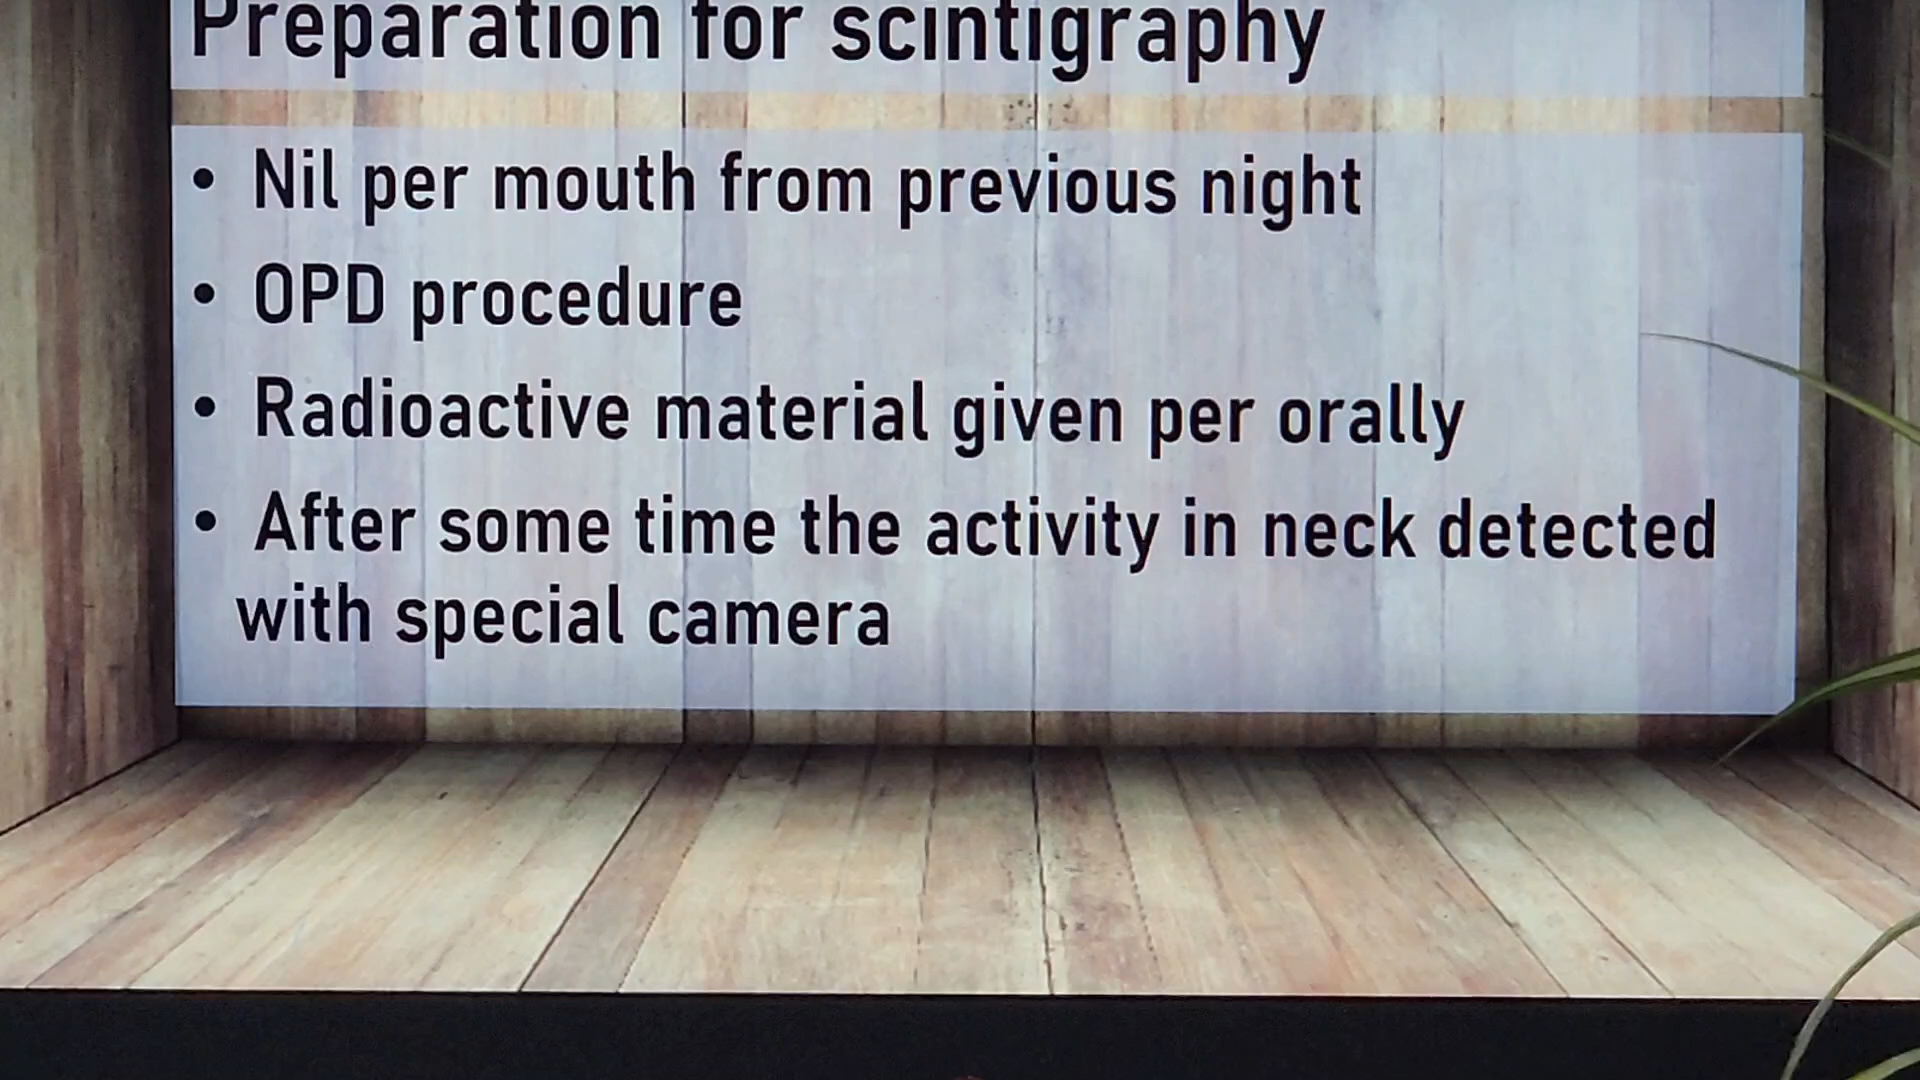 Preparation for scintigraphy
• Nil per mouth from previous night
• OPD procedure
• Radioactive material given per orally
• After some time the activity in neck detected
with special camera